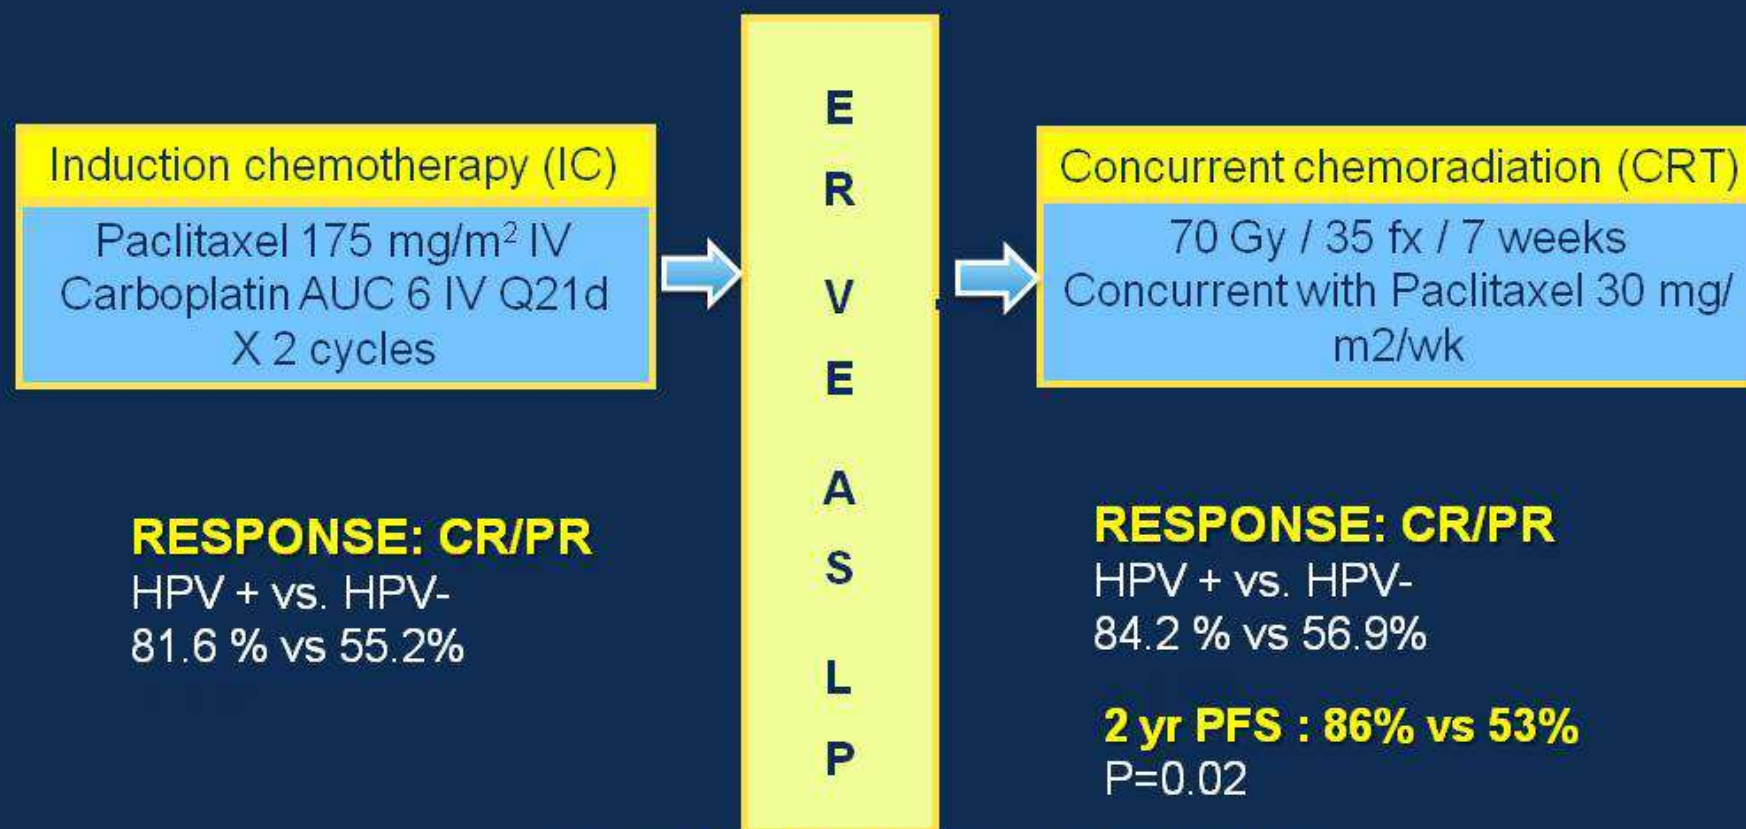 Induction chemotherapy (IC)
Paclitaxel 175 mg/m² IV
Carboplatin AUC 6 IV Q21d
X 2 cycles
RESPONSE: CR/PR
HPV + vs. HPV-
81.6 % vs 55.2%
E
R
V
E
A
S
L
P
Concurrent chemoradiation (CRT)
70 Gy / 35 fx / 7 weeks
Concurrent with Paclitaxel 30 mg/
m2/wk
RESPONSE: CR/PR
HPV + vs. HPV-
84.2 % vs 56.9%
2 yr PFS : 86% vs 53%
P=0.02